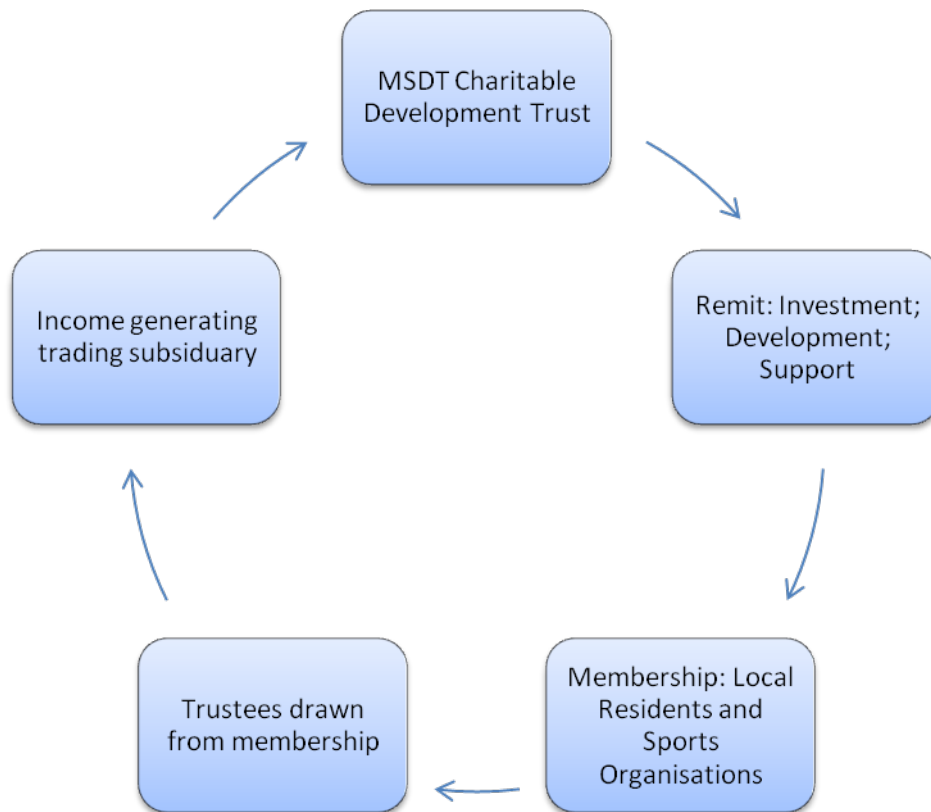 MSDT Charitable
Development Trust
Remit: Investment;
Development;
Support
Membership: Local
Residents and
Sports
Organisations
Trustees drawn
from membership
Income generating
trading subsiduary